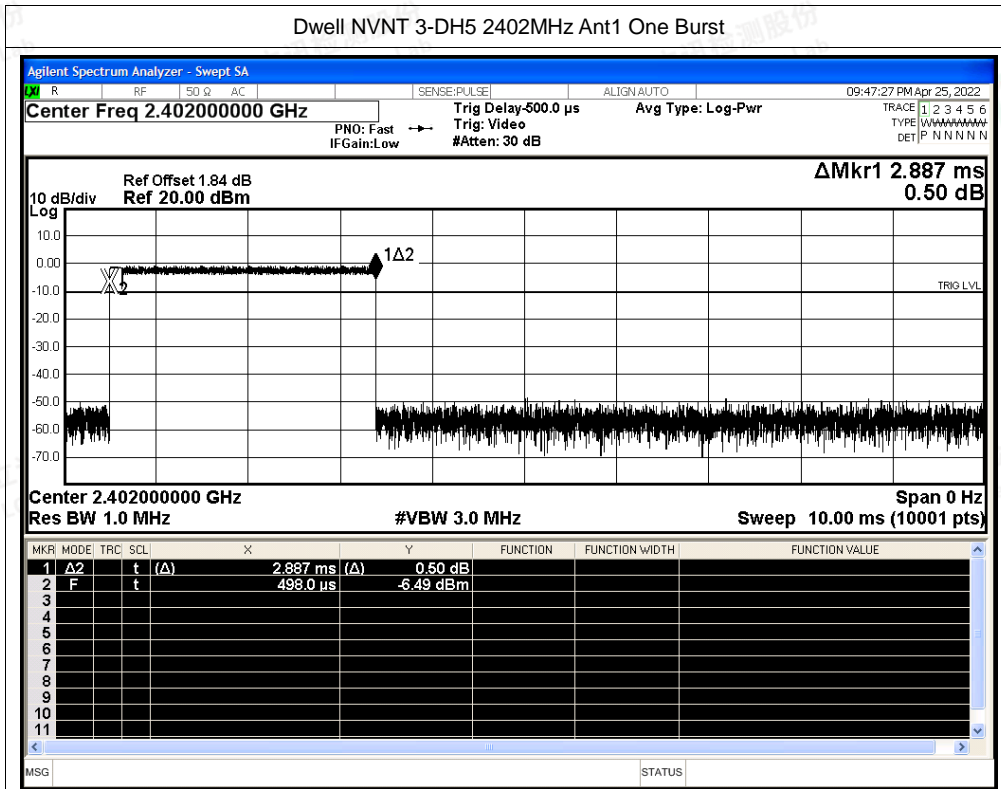 Dwell NVNT 3-DH5 2402MHz Ant1 One Burst
Agilent Spectrum Analyzer - Swept SA
LXI R RF 50 Ω AC SENSE:PULSE ALIGN AUTO 09:47:27 PM Apr 25, 2022
Center Freq 2.402000000 GHz
PNO: Fast
IFGain:Low
Trig Delay-500.0 µs
Trig: Video
#Atten: 30 dB
Avg Type: Log-Pwr
TRACE 1 2 3 4 5 6
TYPE WWWWWW
DET P N N N N N
ΔMkr1 2.887 ms
0.50 dB
Ref Offset 1.84 dB
10 dB/div Ref 20.00 dBm
Log
10.0
0.00
-10.0
-20.0
-30.0
-40.0
-50.0
-60.0
-70.0
1Δ2
2
TRIG LVL
Center 2.402000000 GHz Span 0 Hz
Res BW 1.0 MHz #VBW 3.0 MHz Sweep 10.00 ms (10001 pts)
MKR MODE TRC SCL X Y FUNCTION FUNCTION WIDTH FUNCTION VALUE
1 Δ2 t (Δ) 2.887 ms (Δ) 0.50 dB
2 F t 498.0 µs -6.49 dBm
3
4
5
6
7
8
9
10
11
MSG STATUS